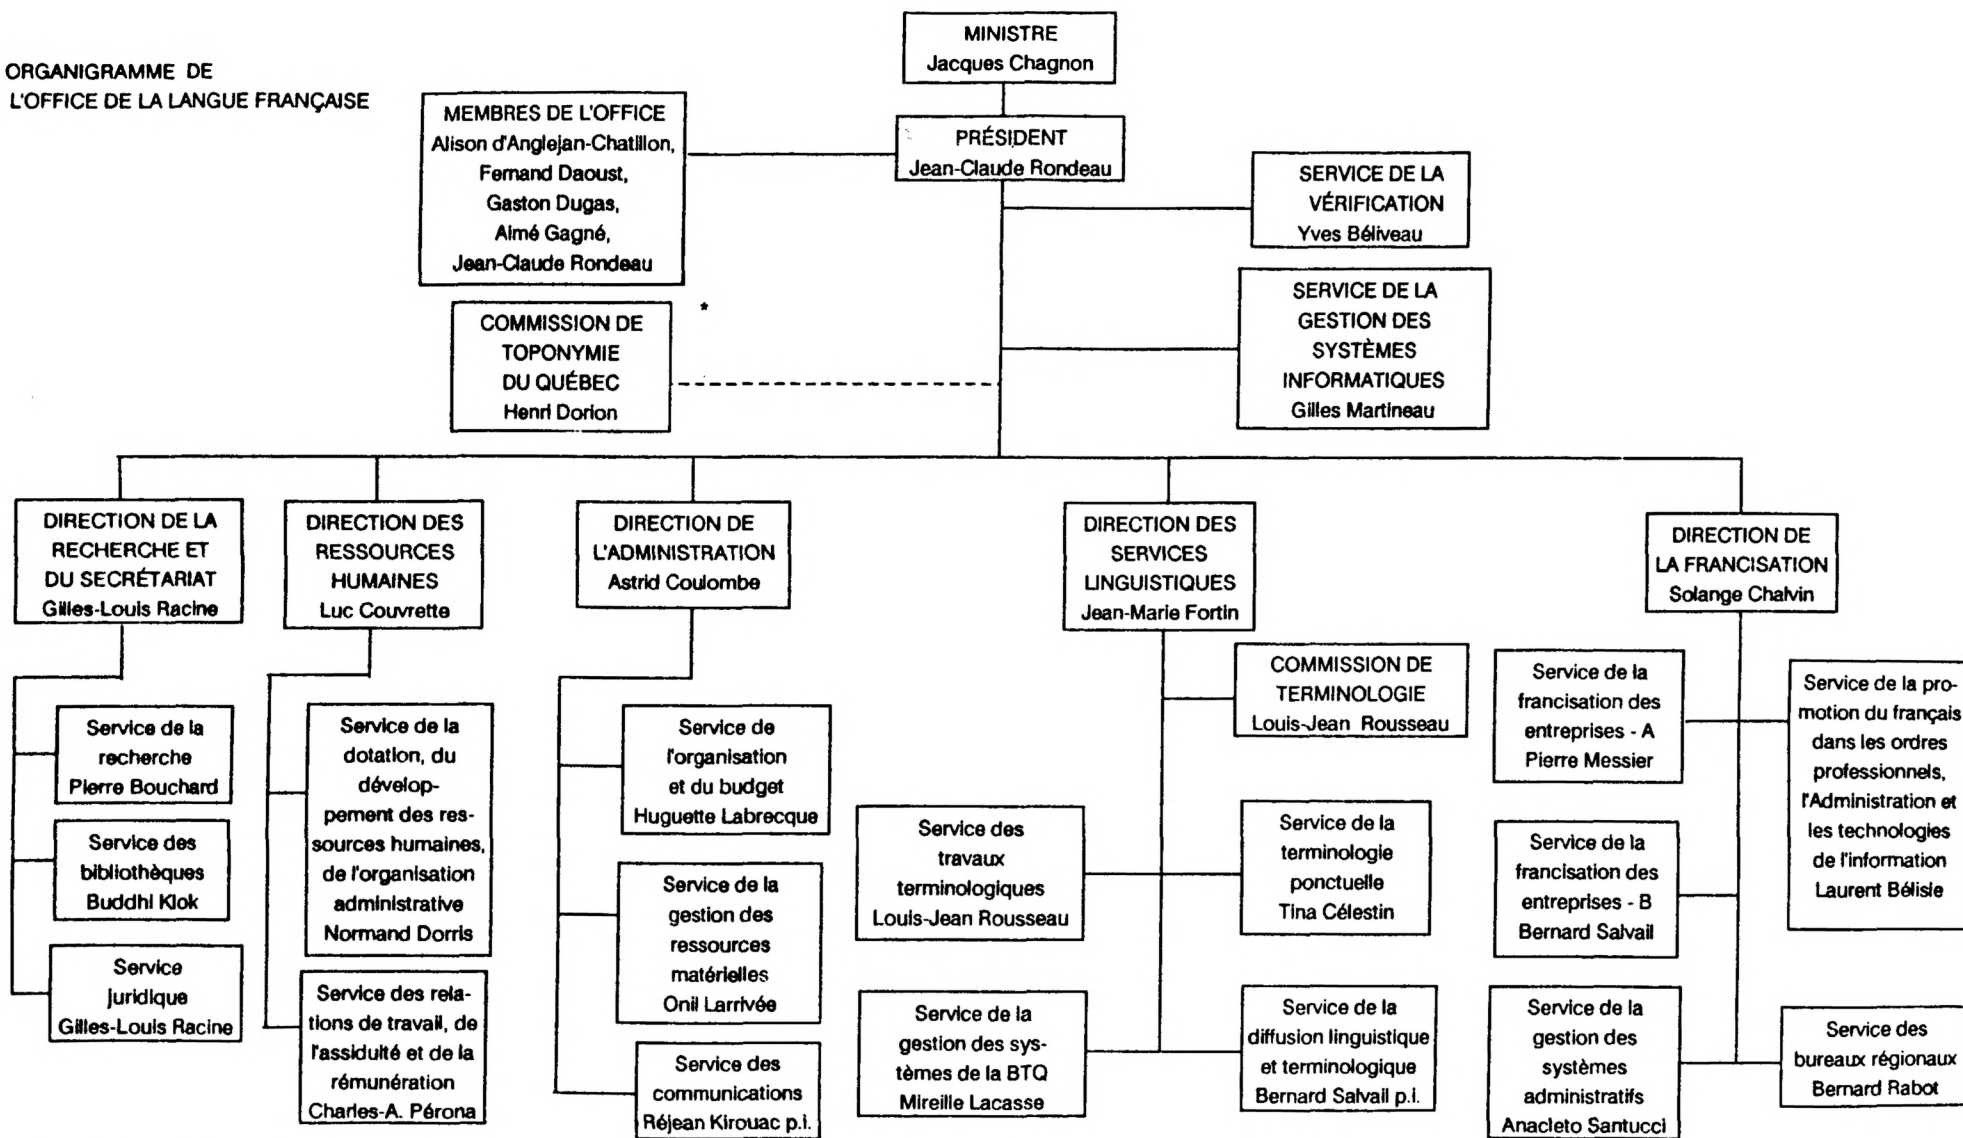 ORGANIGRAMME DE
L'OFFICE DE LA LANGUE FRANÇAISE
MINISTRE
Jacques Chagnon
MEMBRES DE L'OFFICE
Alison d'Anglejan-Chatillon,
Fernand Daoust,
Gaston Dugas,
Aimé Gagné,
Jean-Claude Rondeau
PRÉSIDENT
Jean-Claude Rondeau
SERVICE DE LA
VÉRIFICATION
Yves Béliveau
COMMISSION DE
TOPONYMIE
DU QUÉBEC
Henri Dorion
*
SERVICE DE LA
GESTION DES
SYSTÈMES
INFORMATIQUES
Gilles Martineau
DIRECTION DE LA
RECHERCHE ET
DU SECRÉTARIAT
Gilles-Louis Racine
DIRECTION DES
RESSOURCES
HUMAINES
Luc Couvrette
DIRECTION DE
L'ADMINISTRATION
Astrid Coulombe
DIRECTION DES
SERVICES
LINGUISTIQUES
Jean-Marie Fortin
DIRECTION DE
LA FRANCISATION
Solange Chalvin
Service de la
recherche
Pierre Bouchard
Service des
bibliothèques
Buddhi Klok
Service
juridique
Gilles-Louis Racine
Service de la
dotation, du
dévelop-
pement des res-
sources humaines,
de l'organisation
administrative
Normand Dorris
Service des rela-
tions de travail, de
l'assiduité et de la
rémunération
Charles-A. Pérona
Service de
l'organisation
et du budget
Huguette Labrecque
Service de la
gestion des
ressources
matérielles
Onil Larrivée
Service des
communications
Réjean Kirouac p.i.
COMMISSION DE
TERMINOLOGIE
Louis-Jean Rousseau
Service des
travaux
terminologiques
Louis-Jean Rousseau
Service de la
terminologie
ponctuelle
Tina Célestin
Service de la
gestion des sys-
tèmes de la BTQ
Mireille Lacasse
Service de la
diffusion linguistique
et terminologique
Bernard Salvail p.i.
Service de la
francisation des
entreprises - A
Pierre Messier
Service de la pro-
motion du français
dans les ordres
professionnels,
l'Administration et
les technologies
de l'information
Laurent Bélisle
Service de la
francisation des
entreprises - B
Bernard Salvail
Service de la
gestion des
systèmes
administratifs
Anacleto Santucci
Service des
bureaux régionaux
Bernard Rabot